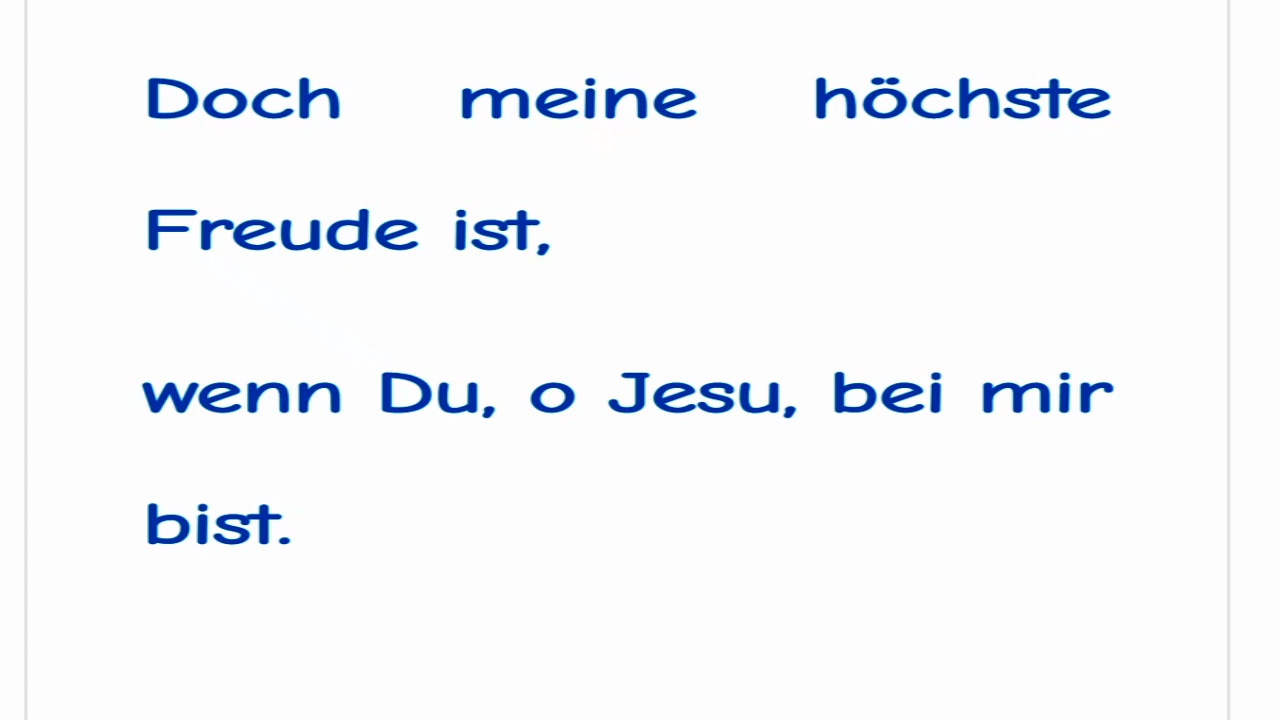 Doch meine höchste
Freude ist,
wenn Du, o Jesu, bei mir
bist.